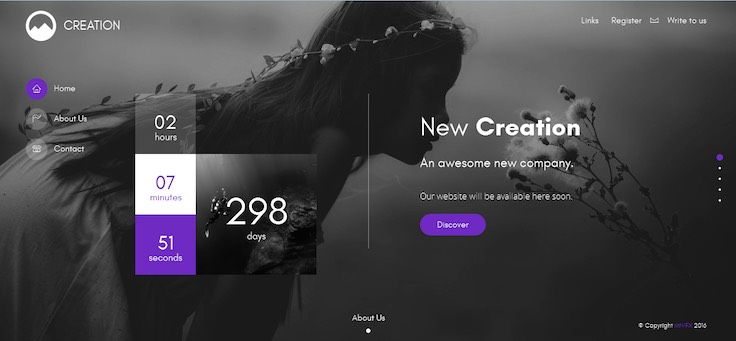 CREATION
Links Register Write to us
Home
About Us
Contact
02
hours
07
minutes
51
seconds
298
days
New Creation
An awesome new company.
Our website will be available here soon.
Discover
About Us
© Copyright MIVFX 2016